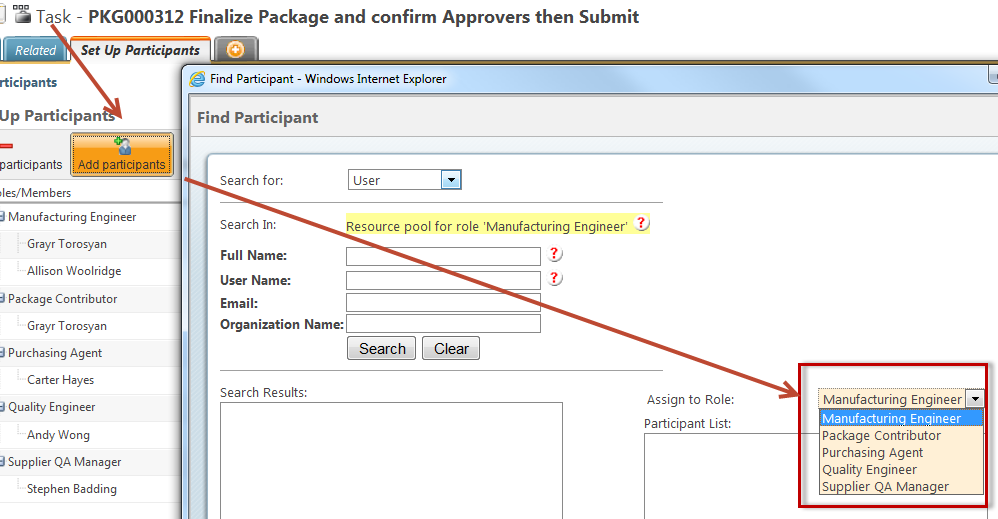 Task - PKG000312 Finalize Package and confirm Approvers then Submit
Related
Set Up Participants
rticipants
Up Participants
participants
Add participants
oles/Members
Manufacturing Engineer
Grayr Torosyan
Allison Woolridge
Package Contributor
Grayr Torosyan
Purchasing Agent
Carter Hayes
Quality Engineer
Andy Wong
Supplier QA Manager
Stephen Badding
Find Participant - Windows Internet Explorer
Find Participant
Search for:
User
Search In:
Resource pool for role 'Manufacturing Engineer' ?
Full Name:
?
User Name:
?
Email:
Organization Name:
Search
Clear
Search Results:
Assign to Role:
Manufacturing Engineer
Manufacturing Engineer
Package Contributor
Purchasing Agent
Quality Engineer
Supplier QA Manager
Participant List: